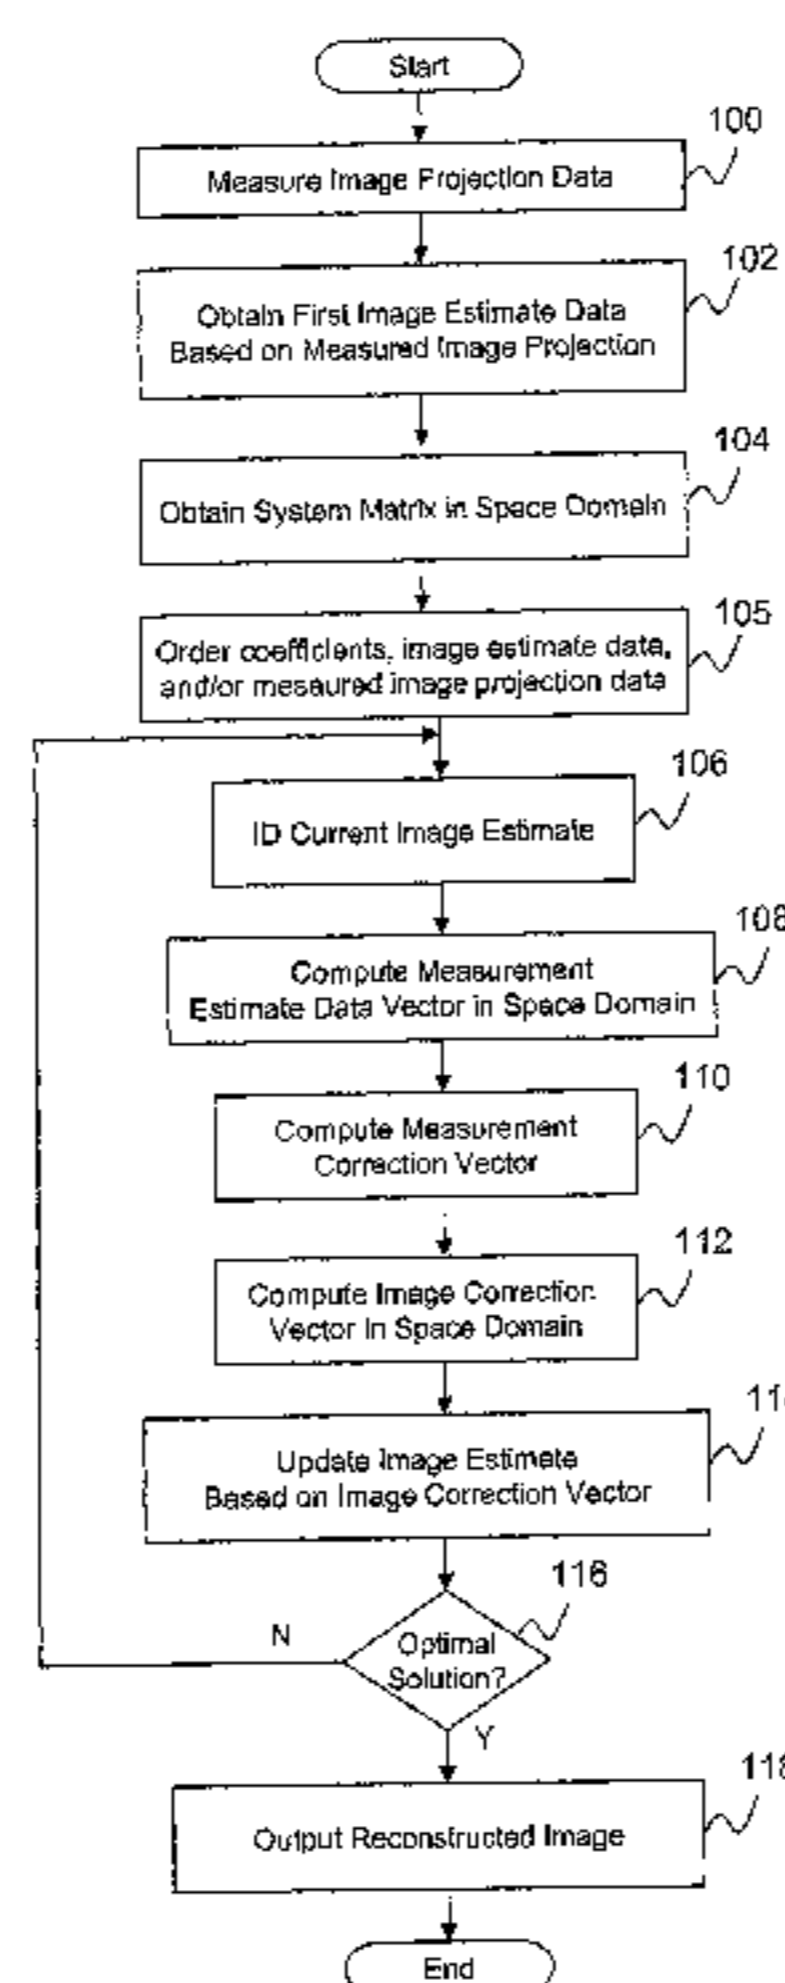 Start
100
Measure Image Projection Data
102
Obtain First Image Estimate Data
Based on Measured Image Projection
104
Obtain System Matrix in Space Domain
105
Order coefficients, image estimate data,
and/or measured image projection data
106
ID Current Image Estimate
108
Compute Measurement
Estimate Data Vector in Space Domain
110
Compute Measurement
Correction Vector
112
Compute Image Correction
Vector In Space Domain
Update Image Estimate
Based on Image Correction Vector
116
N
Optimal
Solution?
Y
118
Output Reconstructed Image
End